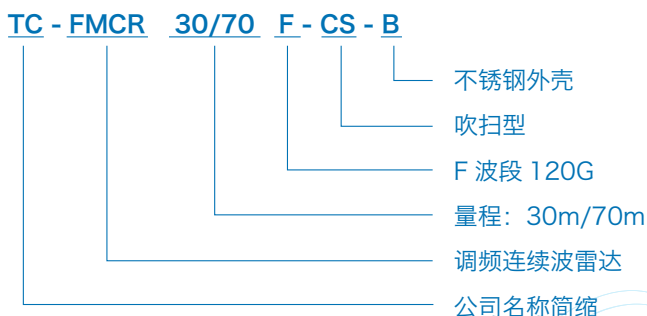 TC - FMCR 30/70 F - CS - B
不锈钢外壳
吹扫型
F 波段 120G
量程：30m/70m
调频连续波雷达
公司名称简缩